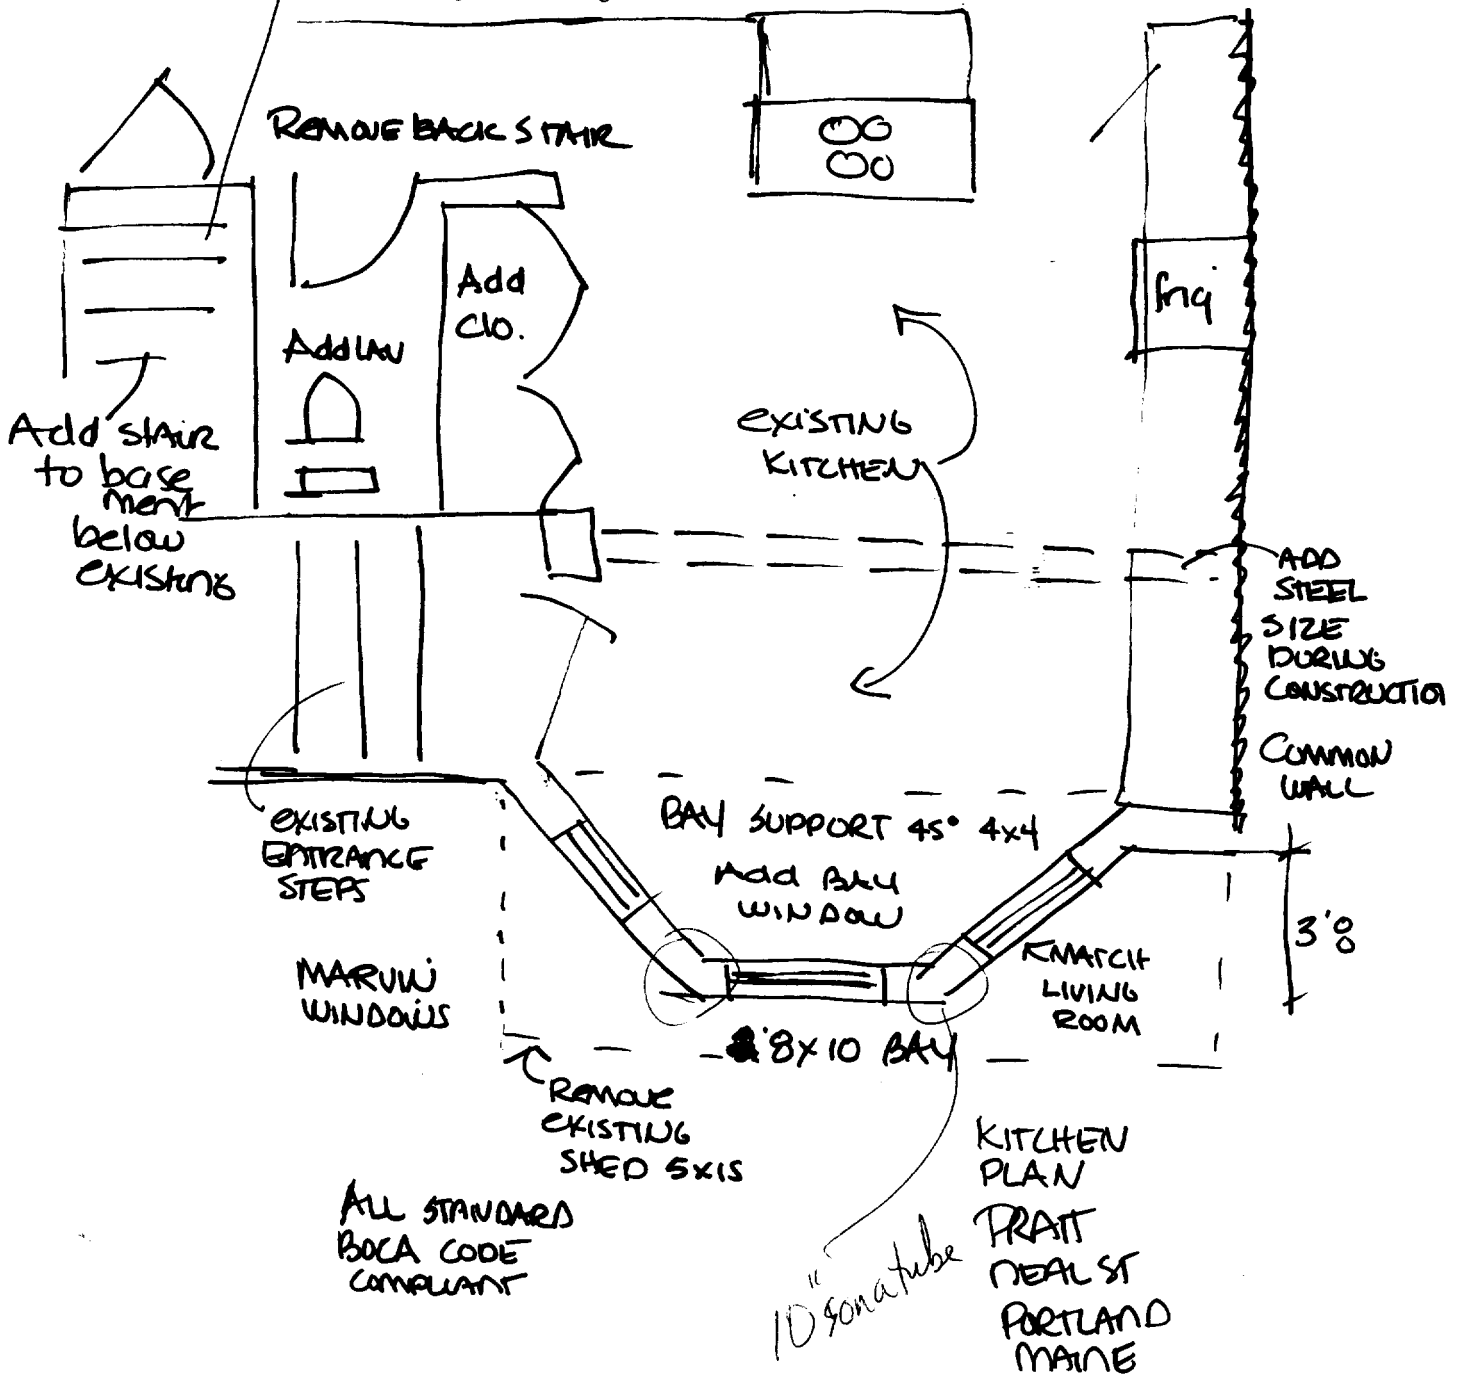 REMOVE BACK STAIR
Add
Clo.
Add LAV
frig
Add stair
to base
ment
below
existing
EXISTING
KITCHEN
ADD
STEEL
SIZE
DURING
CONSTRUCTION
COMMON
WALL
EXISTING
ENTRANCE
STEPS
BAY SUPPORT 45° 4x4
Add BAY
WINDOW
3'8
MARVIN
WINDOWS
MATCH
LIVING
ROOM
8x10 BAY
REMOVE
EXISTING
SHED 5x15
ALL STANDARD
BOCA CODE
COMPLIANT
10" sonatube
KITCHEN
PLAN
PRATT
NEAL ST
PORTLAND
MAINE